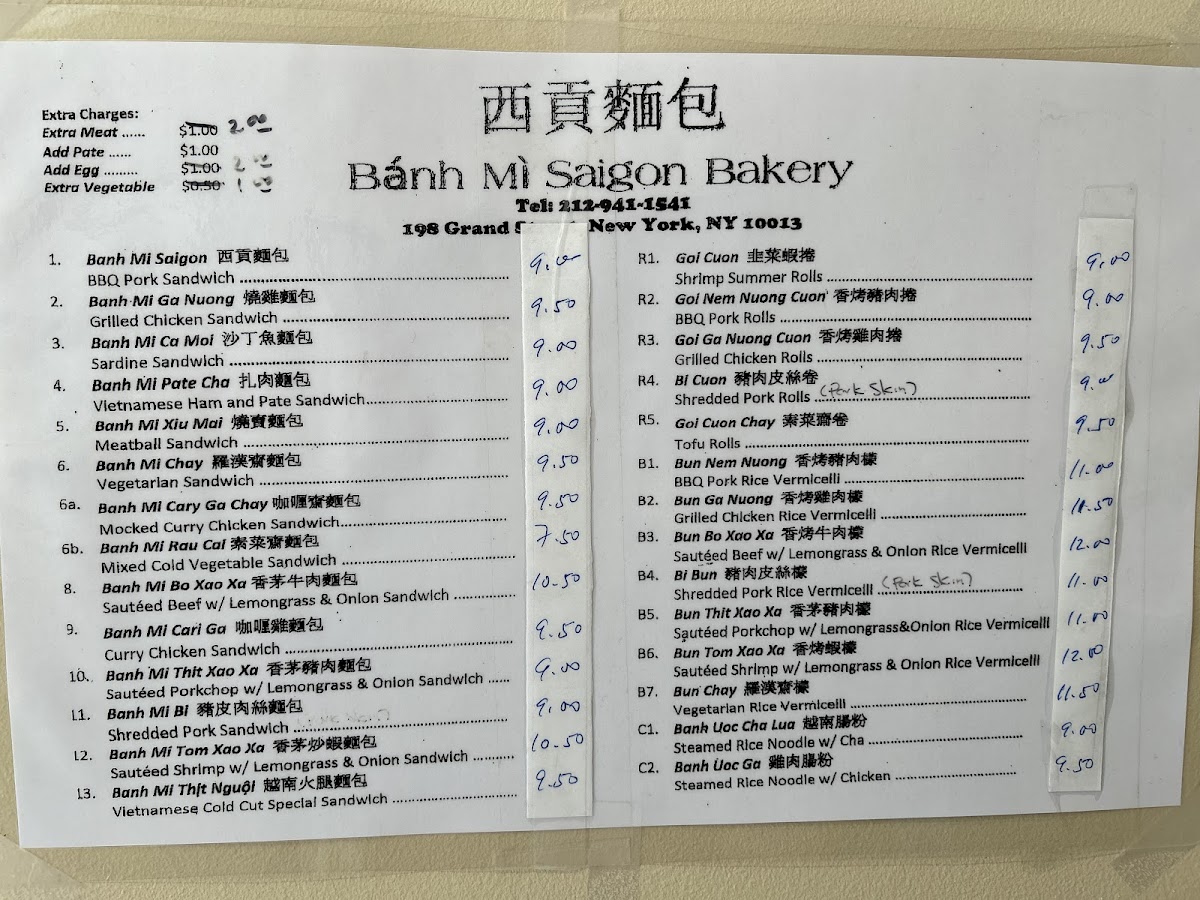 Extra Charges:
Extra Meat ...... $1.00 2.00
Add Pate ...... $1.00
Add Egg ......... $1.00 2.00
Extra Vegetable $0.50 1.00
西貢麵包
Bánh Mì Saigon Bakery
Tel: 212-941-1541
198 Grand S New York, NY 10013
1. Banh Mi Saigon 西貢麵包
BBQ Pork Sandwich 9.00
2. Banh Mi Ga Nuong 燒雞麵包
Grilled Chicken Sandwich 9.50
3. Banh Mi Ca Moi 沙丁魚麵包
Sardine Sandwich 9.00
4. Banh Mi Pate Cha 扎肉麵包
Vietnamese Ham and Pate Sandwich 9.00
5. Banh Mi Xiu Mai 燒賣麵包
Meatball Sandwich 9.00
6. Banh Mi Chay 羅漢齋麵包
Vegetarian Sandwich 9.50
6a. Banh Mi Cary Ga Chay 咖喱齋麵包
Mocked Curry Chicken Sandwich 9.50
6b. Banh Mi Rau Cai 素菜齋麵包
Mixed Cold Vegetable Sandwich 7.50
8. Banh Mi Bo Xao Xa 香茅牛肉麵包
Sautéed Beef w/ Lemongrass & Onion Sandwich 10.50
9. Banh Mi Cari Ga 咖喱雞麵包
Curry Chicken Sandwich 9.50
10. Banh Mi Thit Xao Xa 香茅豬肉麵包
Sautéed Porkchop w/ Lemongrass & Onion Sandwich 9.00
11. Banh Mi Bi 豬皮肉絲麵包
Shredded Pork Sandwich 9.00
12. Banh Mi Tom Xao Xa 香茅炒蝦麵包
Sautéed Shrimp w/ Lemongrass & Onion Sandwich 10.50
13. Banh Mi Thịt Nguội 越南火腿麵包
Vietnamese Cold Cut Special Sandwich 9.50
R1. Goi Cuon 韭菜蝦捲
Shrimp Summer Rolls 9.00
R2. Goi Nem Nuong Cuon 香烤豬肉捲
BBQ Pork Rolls 9.00
R3. Goi Ga Nuong Cuon 香烤雞肉捲
Grilled Chicken Rolls 9.50
R4. Bi Cuon 豬肉皮絲卷
Shredded Pork Rolls (Pork Skin) 9.00
R5. Goi Cuon Chay 素菜齋卷
Tofu Rolls 9.50
B1. Bun Nem Nuong 香烤豬肉檬
BBQ Pork Rice Vermicelli 11.00
B2. Bun Ga Nuong 香烤雞肉檬
Grilled Chicken Rice Vermicelli 11.50
B3. Bun Bo Xao Xa 香烤牛肉檬
Sautéed Beef w/ Lemongrass & Onion Rice Vermicelli 12.00
B4. Bi Bun 豬肉皮絲檬
Shredded Pork Rice Vermicelli (Pork Skin) 11.00
B5. Bun Thit Xao Xa 香茅豬肉檬
Sautéed Porkchop w/ Lemongrass&Onion Rice Vermicelli 11.00
B6. Bun Tom Xao Xa 香烤蝦檬
Sautéed Shrimp w/ Lemongrass & Onion Rice Vermicelli 12.00
B7. Bun Chay 羅漢齋檬
Vegetarian Rice Vermicelli 11.50
C1. Banh Uoc Cha Lua 越南腸粉
Steamed Rice Noodle w/ Cha 9.00
C2. Banh Uoc Ga 雞肉腸粉
Steamed Rice Noodle w/ Chicken 9.50